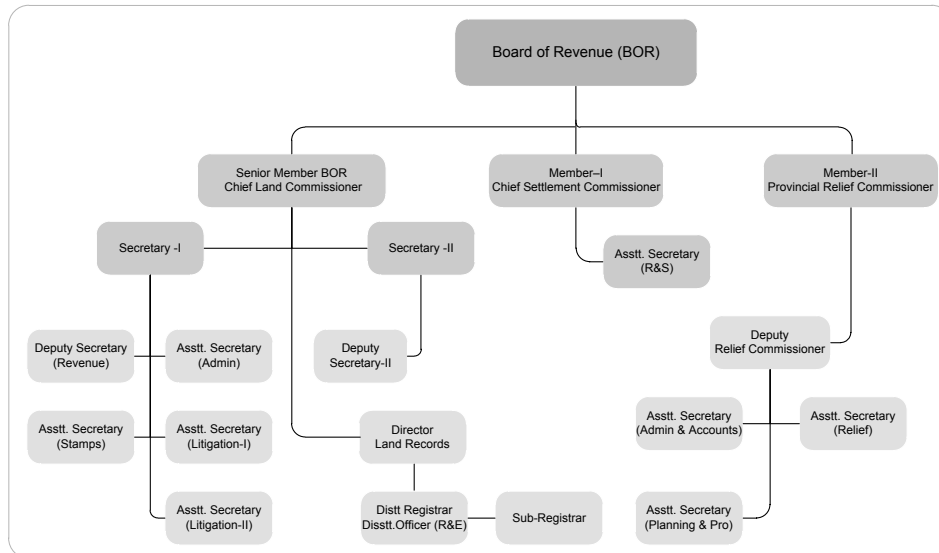 Board of Revenue (BOR)
Senior Member BOR
Chief Land Commissioner
Member–I
Chief Settlement Commissioner
Member-II
Provincial Relief Commissioner
Secretary -I
Secretary -II
Asstt. Secretary
(R&S)
Deputy Secretary
(Revenue)
Asstt. Secretary
(Admin)
Deputy
Secretary-II
Deputy
Relief Commissioner
Asstt. Secretary
(Stamps)
Asstt. Secretary
(Litigation-I)
Director
Land Records
Asstt. Secretary
(Admin & Accounts)
Asstt. Secretary
(Relief)
Asstt. Secretary
(Litigation-II)
Distt Registrar
Disstt.Officer (R&E)
Sub-Registrar
Asstt. Secretary
(Planning & Pro)